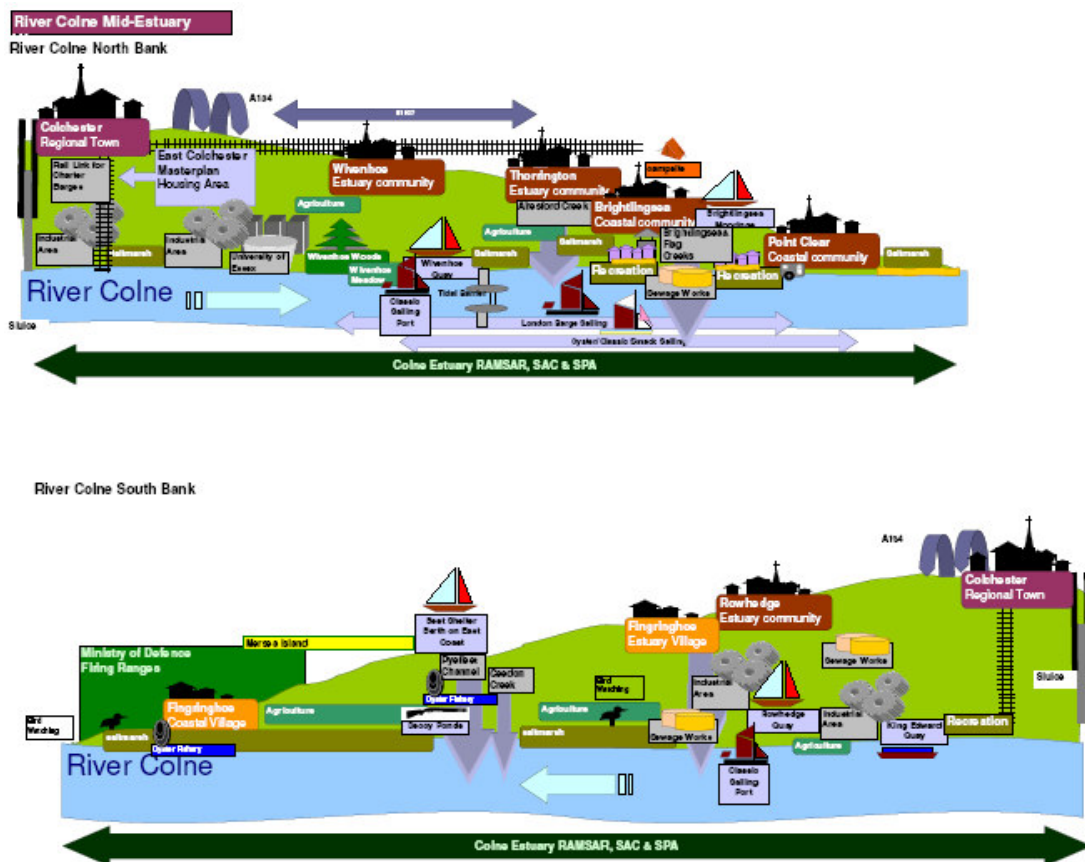 River Colne Mid-Estuary
River Colne North Bank
A134
Colchester
Regional Town
Rail Link for
Charter
Barges
East Colchester
Masterplan
Housing Area
Wivenhoe
Estuary community
Thorrington
Estuary community
campsite
Alresford Creek
Brightlingsea
Coastal community
Brightlingsea
Agriculture
Agriculture
Industrial
Area
Saltmarsh
Industrial
Area
University of
Essex
Wivenhoe Woods
Wivenhoe
Meadow
Wivenhoe
Quay
Saltmarsh
Saltmarsh
Brightlingsea
Flag
Creeks
Point Clear
Coastal community
Saltmarsh
Recreation
Recreation
Sewage Works
River Colne
Classic
Sailing
Port
Tidal Barrier
London Barge Sailing
Oyster/Classic Smack Sailing
Sluice
Colne Estuary RAMSAR, SAC & SPA
River Colne South Bank
A154
Colchester
Regional Town
Best Shelter
Berth on East
Coast
Rowhedge
Estuary community
Fingringhoe
Estuary Village
Mersea Island
Ministry of Defence
Firing Ranges
Pyefleet
Channel
Geedon
Creek
Sewage Works
Sluice
Bird
Watching
Industrial
Area
Oyster Fishery
Fingringhoe
Coastal Village
Agriculture
Decoy Ponds
Agriculture
Rowhedge
Quay
Industrial
Area
King Edward
Quay
Recreation
Bird
Watching
saltmarsh
Oyster Fishery
saltmarsh
Sewage Works
Agriculture
River Colne
Classic
Sailing
Port
Colne Estuary RAMSAR, SAC & SPA